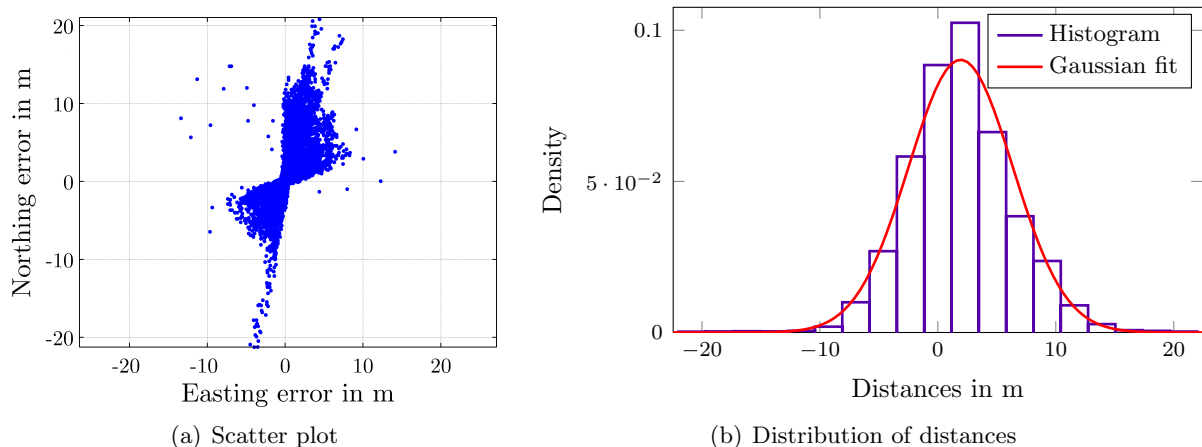 20
10
0
-10
-20
Northing error in m
-20
-10
0
10
20
Easting error in m
(a) Scatter plot
0.1
5 · 10⁻²
0
Density
Histogram
Gaussian fit
−20
−10
0
10
20
Distances in m
(b) Distribution of distances